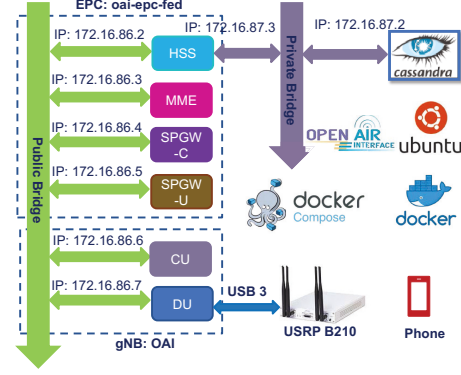 EPC: oai-epc-fed
IP: 172.16.86.2
HSS
IP: 172.16.87.3
IP: 172.16.87.2
cassandra
IP: 172.16.86.3
MME
IP: 172.16.86.4
SPGW
-C
IP: 172.16.86.5
SPGW
-U
Public Bridge
Private Bridge
OPEN AIR
INTERFACE
ubuntu
docker
Compose
docker
IP: 172.16.86.6
CU
IP: 172.16.86.7
DU
USB 3
USRP B210
Phone
gNB: OAI